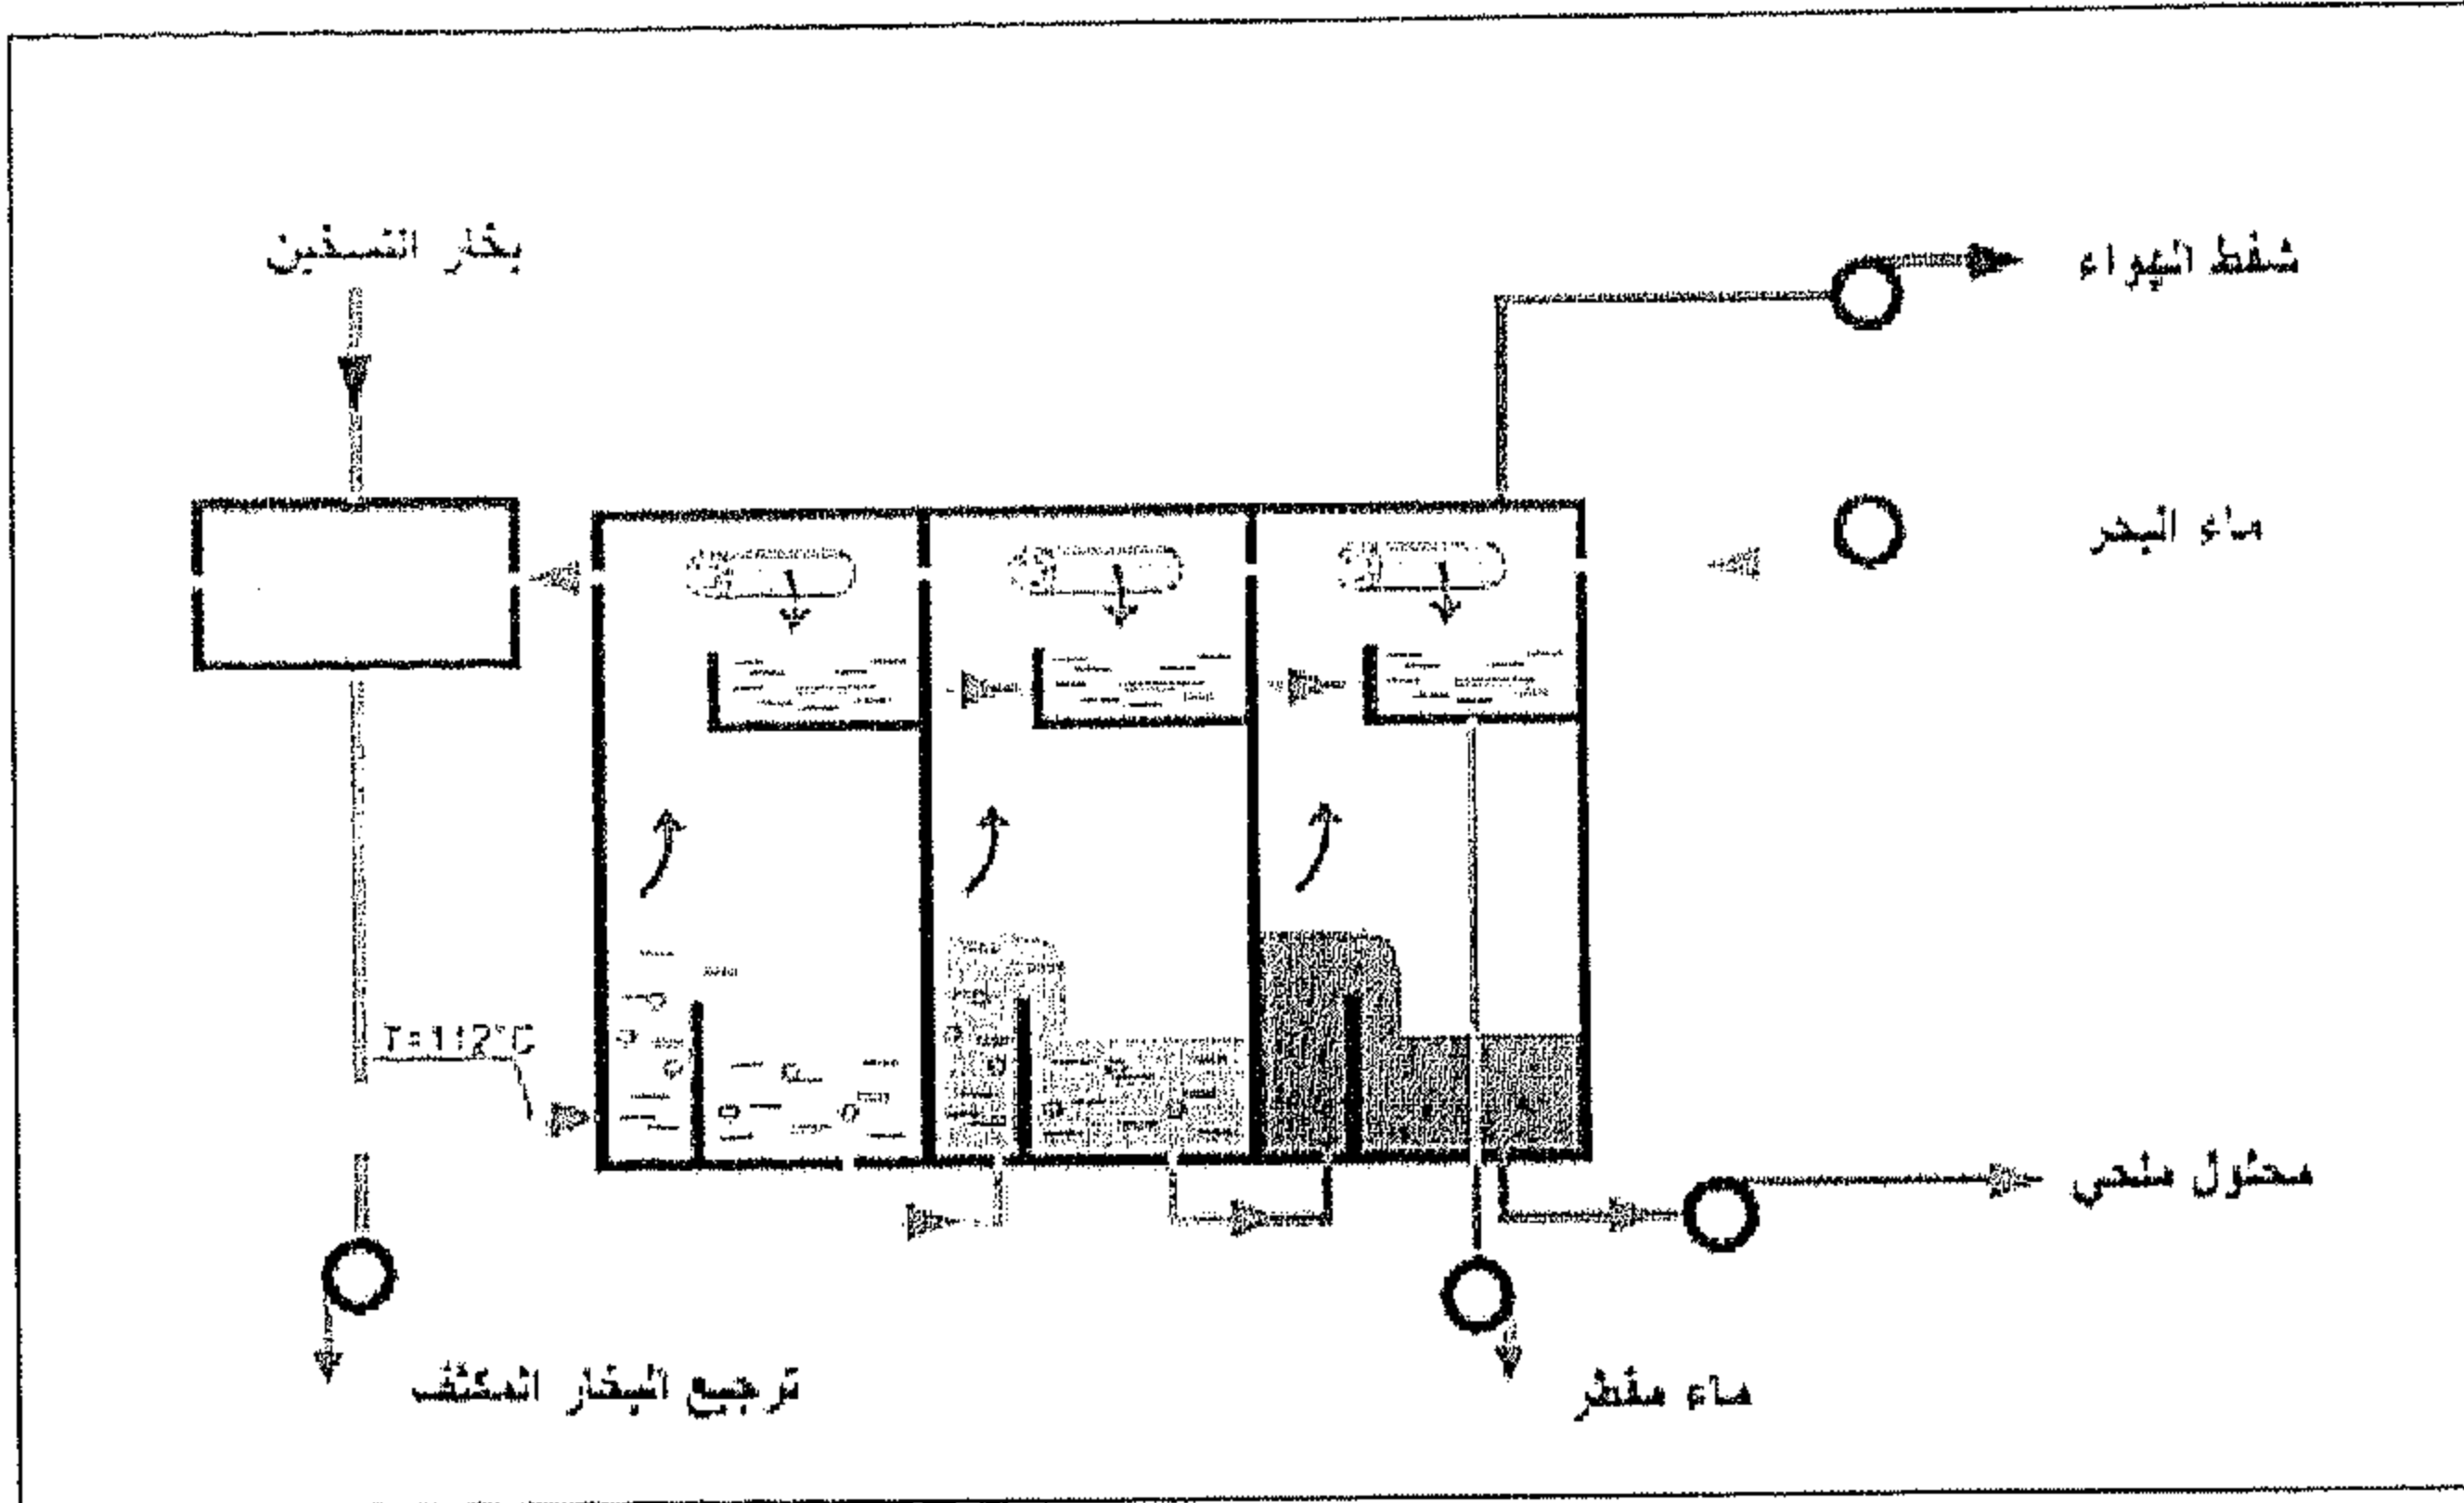 بخار التسخين
شفط الهواء
ماء البحر
T=112°C
محلول ملحي
ترجيع البخار المكثف
ماء مقطر